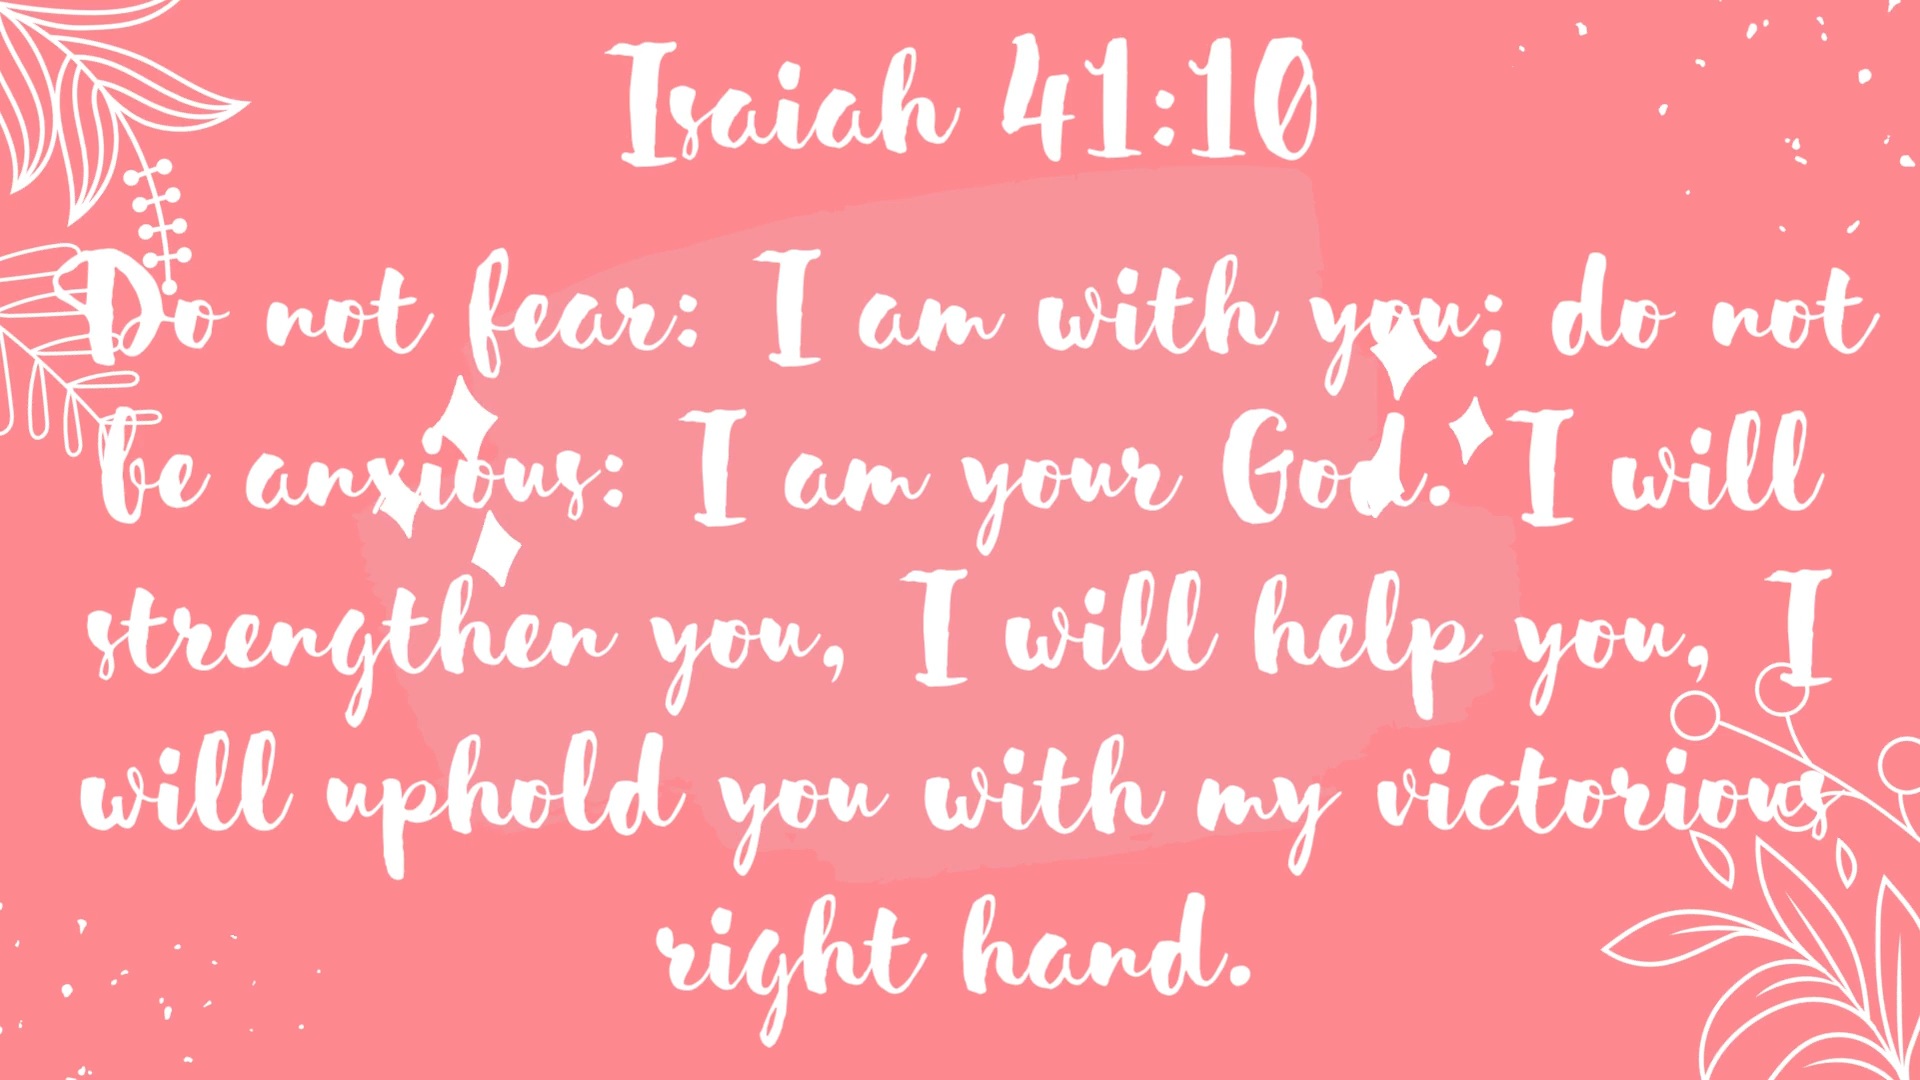 Isaiah 41:10
Do not fear: I am with you; do not
be anxious: I am your God. I will
strengthen you, I will help you, I
will uphold you with my victorious
right hand.